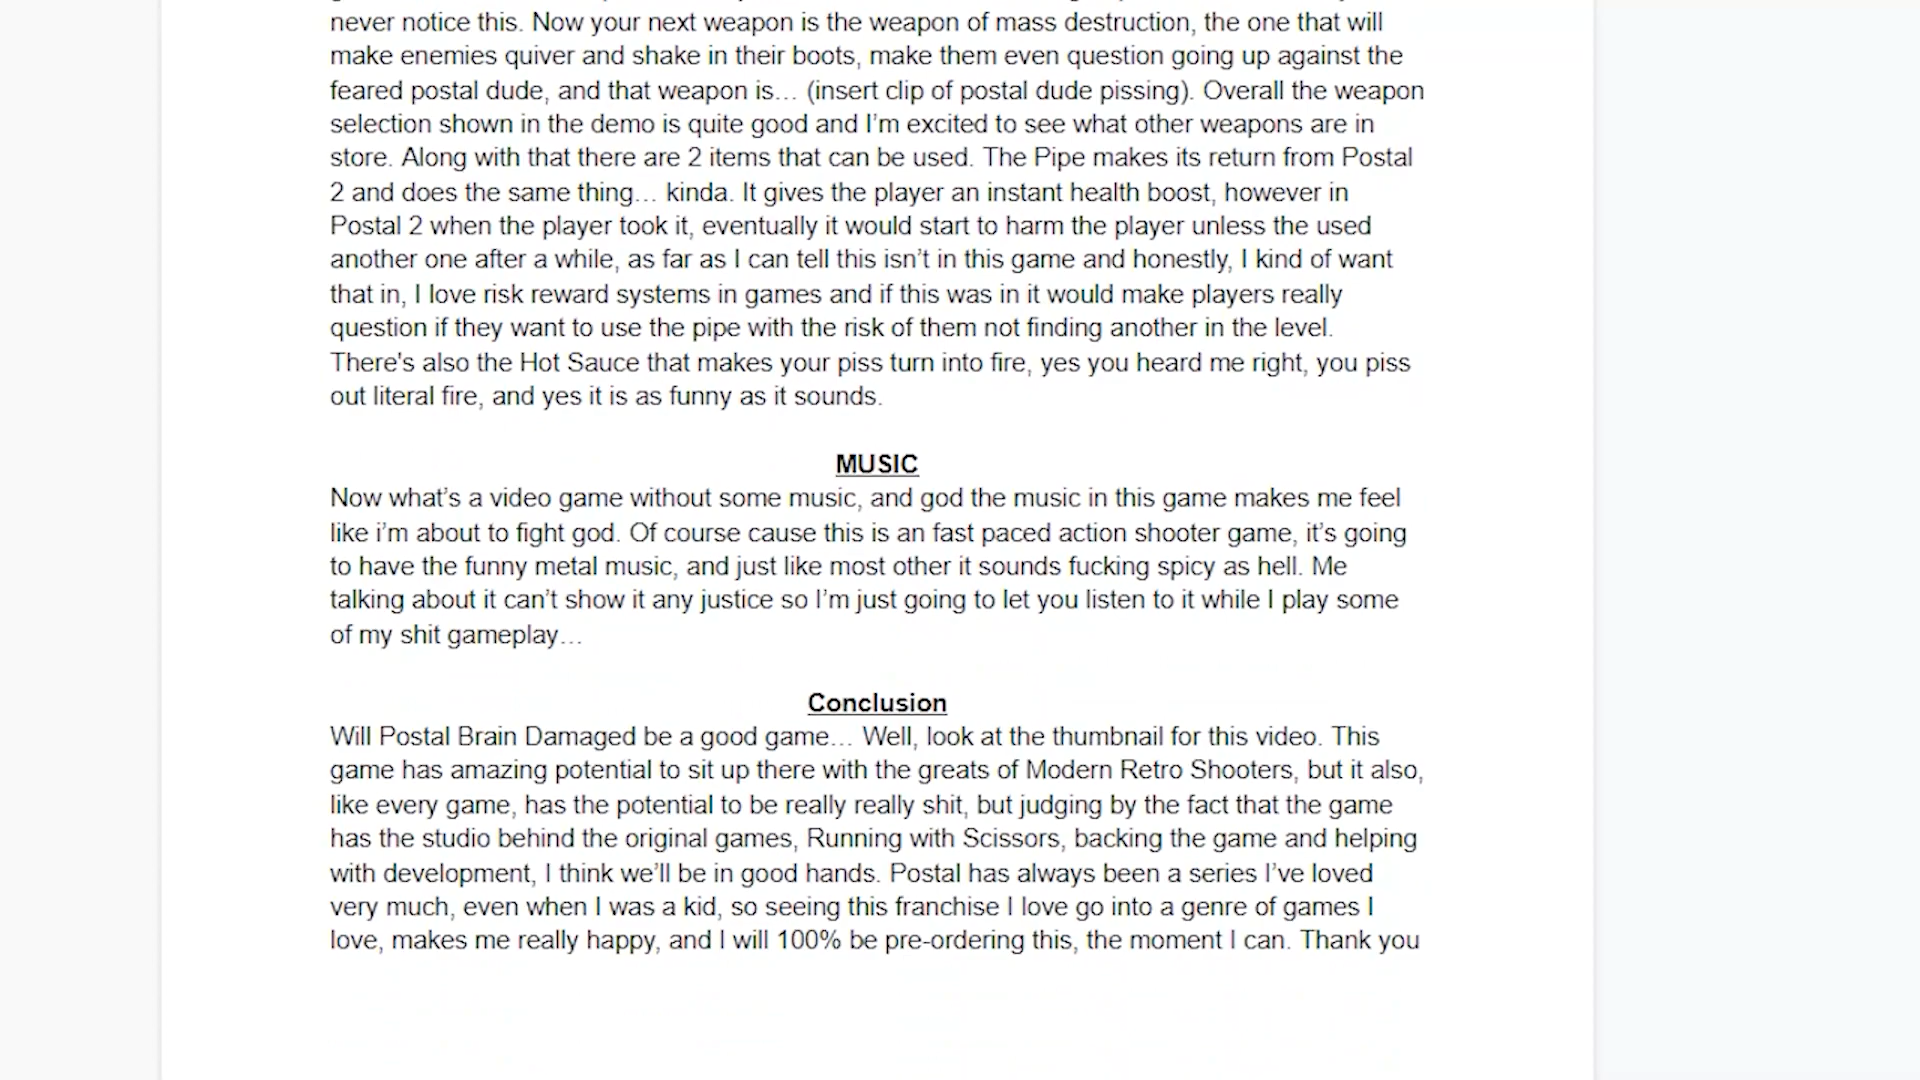 never notice this. Now your next weapon is the weapon of mass destruction, the one that will
make enemies quiver and shake in their boots, make them even question going up against the
feared postal dude, and that weapon is… (insert clip of postal dude pissing). Overall the weapon
selection shown in the demo is quite good and I’m excited to see what other weapons are in
store. Along with that there are 2 items that can be used. The Pipe makes its return from Postal
2 and does the same thing… kinda. It gives the player an instant health boost, however in
Postal 2 when the player took it, eventually it would start to harm the player unless the used
another one after a while, as far as I can tell this isn’t in this game and honestly, I kind of want
that in, I love risk reward systems in games and if this was in it would make players really
question if they want to use the pipe with the risk of them not finding another in the level.
There's also the Hot Sauce that makes your piss turn into fire, yes you heard me right, you piss
out literal fire, and yes it is as funny as it sounds.
MUSIC
Now what’s a video game without some music, and god the music in this game makes me feel
like i’m about to fight god. Of course cause this is an fast paced action shooter game, it’s going
to have the funny metal music, and just like most other it sounds fucking spicy as hell. Me
talking about it can’t show it any justice so I’m just going to let you listen to it while I play some
of my shit gameplay…
Conclusion
Will Postal Brain Damaged be a good game… Well, look at the thumbnail for this video. This
game has amazing potential to sit up there with the greats of Modern Retro Shooters, but it also,
like every game, has the potential to be really really shit, but judging by the fact that the game
has the studio behind the original games, Running with Scissors, backing the game and helping
with development, I think we’ll be in good hands. Postal has always been a series I’ve loved
very much, even when I was a kid, so seeing this franchise I love go into a genre of games I
love, makes me really happy, and I will 100% be pre-ordering this, the moment I can. Thank you